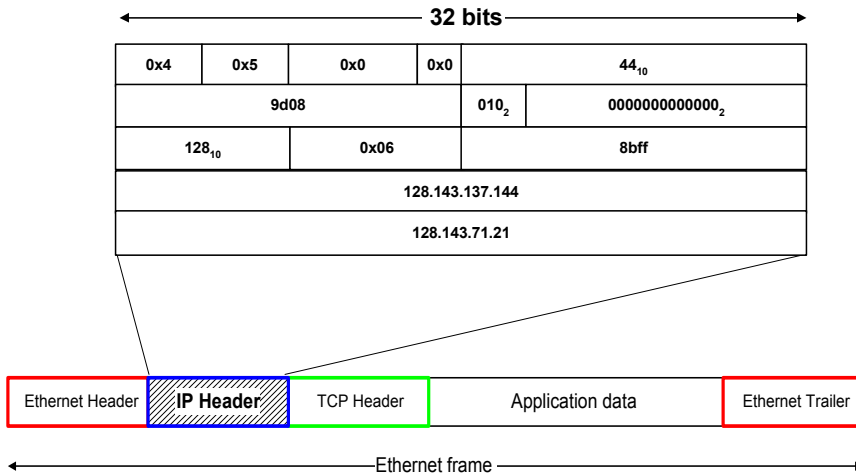 32 bits
0x4 0x5 0x0 0x0 44₁₀
9d08 010₂ 0000000000000₂
128₁₀ 0x06 8bff
128.143.137.144
128.143.71.21
Ethernet Header IP Header TCP Header Application data Ethernet Trailer
Ethernet frame